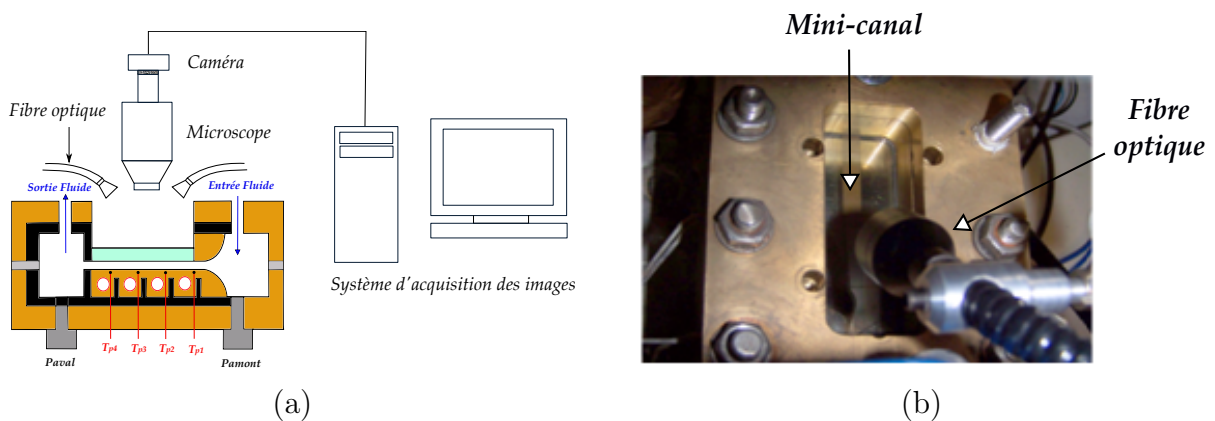 Caméra
Fibre optique
Microscope
Sortie Fluide
Entrée Fluide
Système d'acquisition des images
Tp4 Tp3 Tp2 Tp1
Paval
Pamont
(a)
Mini-canal
Fibre
optique
(b)